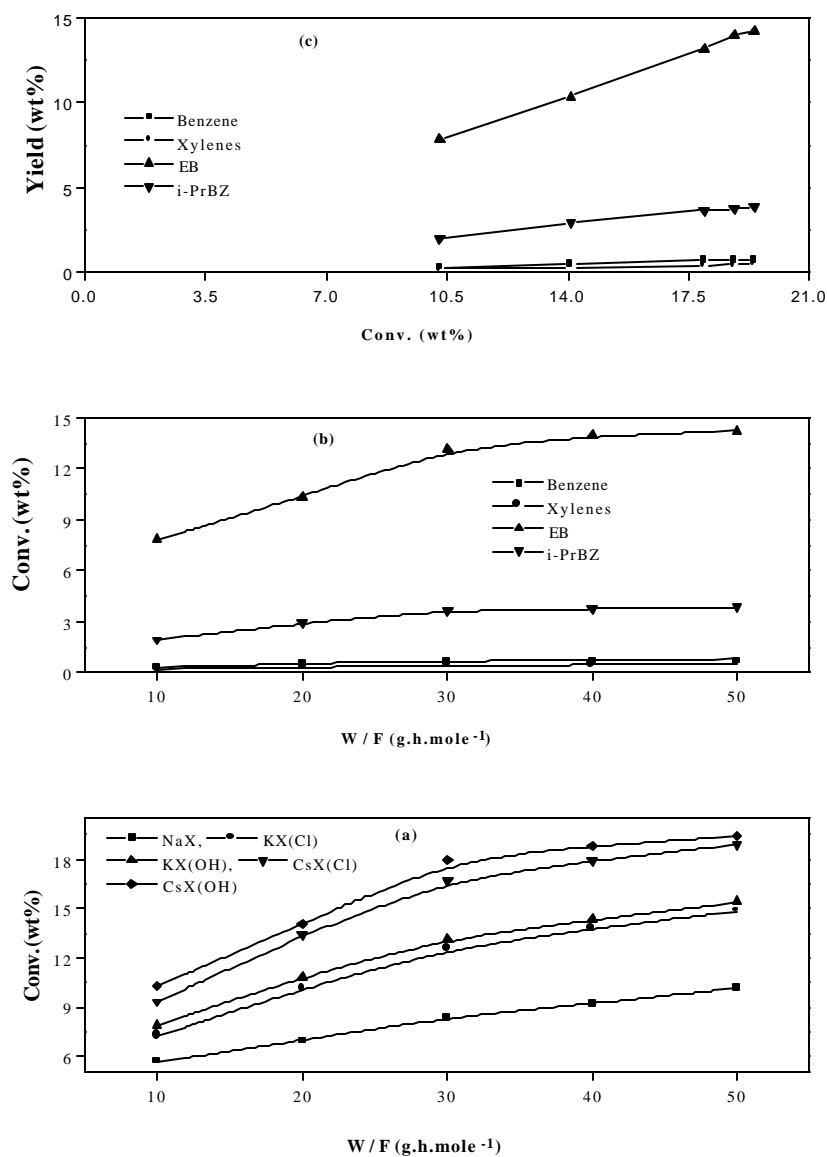 15
(c)
10
Yield (wt%)
Benzene
Xylenes
EB
i-PrBZ
5
0
0.0 3.5 7.0 10.5 14.0 17.5 21.0
Conv. (wt%)
15
(b)
12
Conv.(wt%)
Benzene
Xylenes
EB
i-PrBZ
9
6
3
0
10 20 30 40 50
W / F (g.h.mole -1)
(a)
NaX, KX(Cl)
KX(OH), CsX(Cl)
CsX(OH)
18
15
Conv.(wt%)
12
9
6
10 20 30 40 50
W / F (g.h.mole -1)